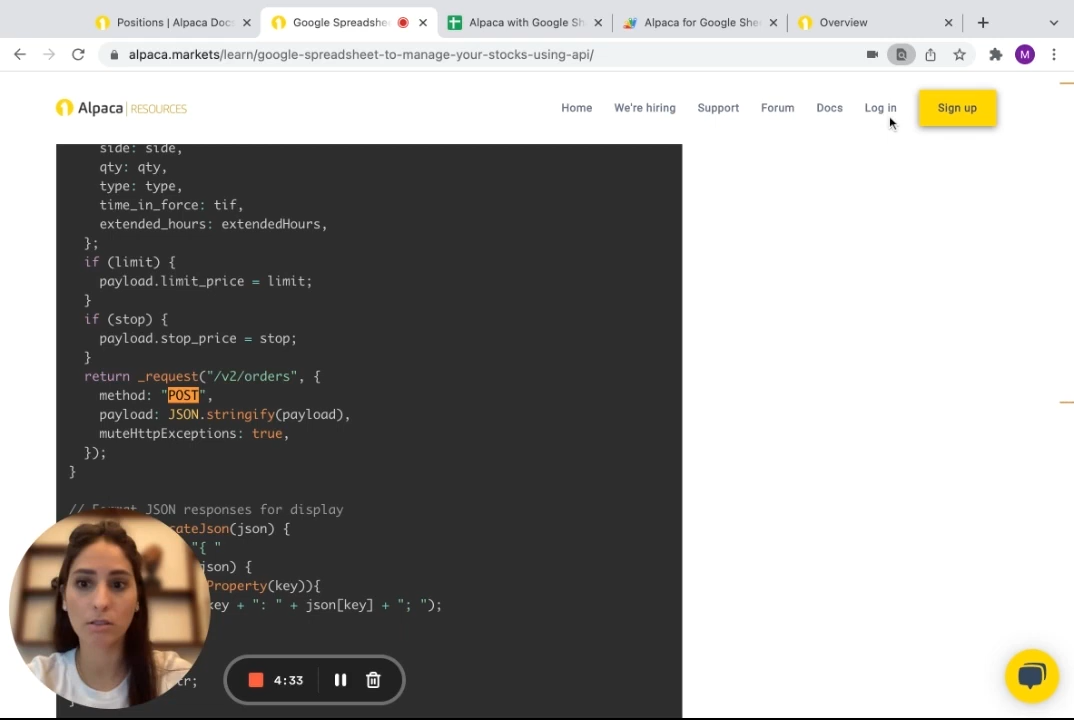 Positions | Alpaca Docs
Google Spreadshe
Alpaca with Google Sh
Alpaca for Google She
Overview
alpaca.markets/learn/google-spreadsheet-to-manage-your-stocks-using-api/
M
Alpaca | RESOURCES
Home
We're hiring
Support
Forum
Docs
Log in
Sign up
side: side,
qty: qty,
type: type,
time_in_force: tif,
extended_hours: extendedHours,
};
if (limit) {
payload.limit_price = limit;
}
if (stop) {
payload.stop_price = stop;
}
return _request("/v2/orders", {
method: "POST",
payload: JSON.stringify(payload),
muteHttpExceptions: true,
});
}
// Format JSON responses for display
ateJson(json) {
"{ "
json) {
Property(key)){
key + ": " + json[key] + "; ");
tr;
}
4:33